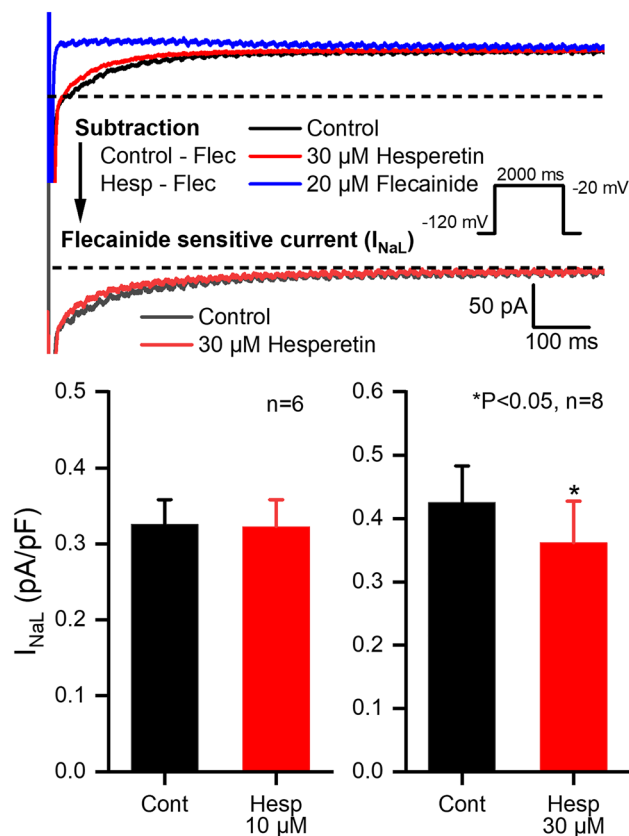 Subtraction
Control - Flec
Hesp - Flec
Control
30 μM Hesperetin
20 μM Flecainide
2000 ms
-20 mV
-120 mV
Flecainide sensitive current (I_NaL)
Control
30 μM Hesperetin
50 pA
100 ms
I_NaL (pA/pF)
0.5
0.4
0.3
0.2
0.1
0.0
n=6
Cont
Hesp
10 μM
0.6
0.5
0.4
0.3
0.2
0.1
0.0
*P<0.05, n=8
*
Cont
Hesp
30 μM